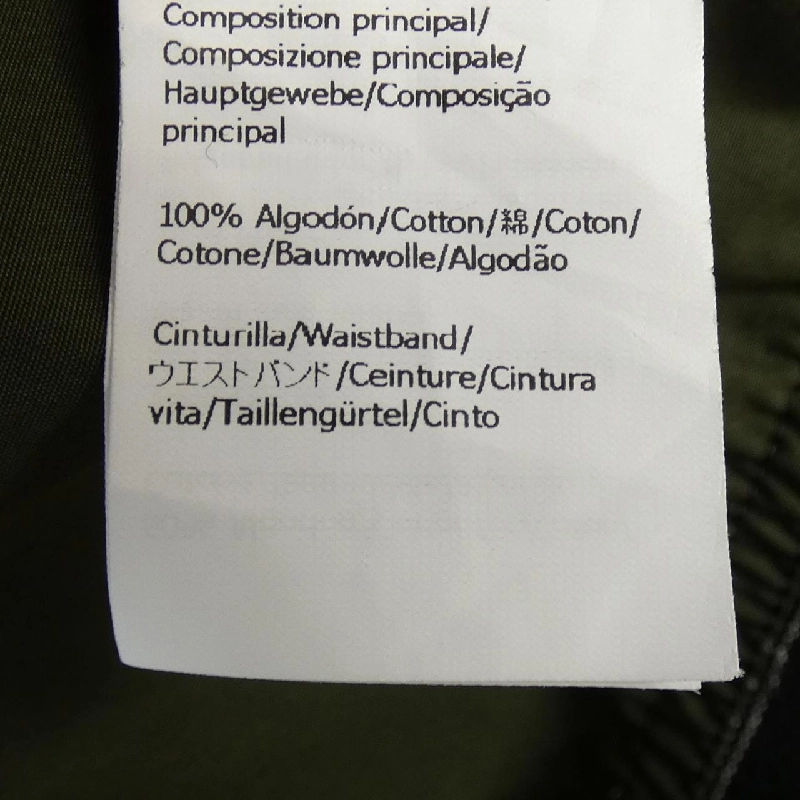 Composition principal/
Composizione principale/
Hauptgewebe/Composição
principal
100% Algodón/Cotton/綿/Coton/
Cotone/Baumwolle/Algodão
Cinturilla/Waistband/
ウエストバンド/Ceinture/Cintura
vita/Taillengürtel/Cinto